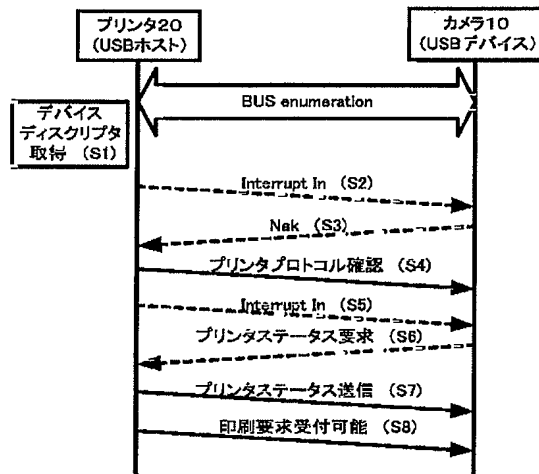 プリンタ20
(USBホスト)
カメラ10
(USBデバイス)
BUS enumeration
デバイス
ディスクリプタ
取得 (S1)
Interrupt In (S2)
Nak (S3)
プリンタプロトコル確認 (S4)
Interrupt In (S5)
プリンタステータス要求 (S6)
プリンタステータス送信 (S7)
印刷要求受付可能 (S8)